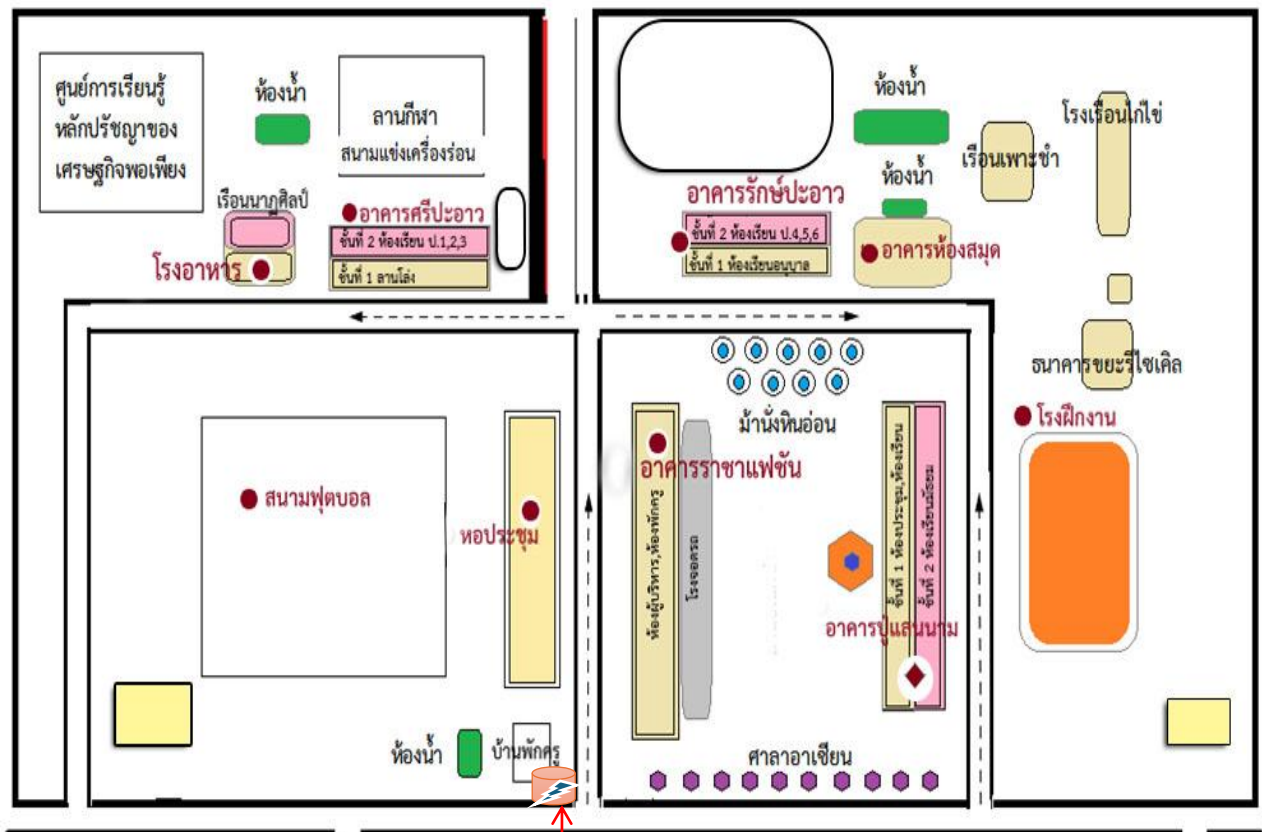 ศูนย์การเรียนรู้
หลักปรัชญาของ
เศรษฐกิจพอเพียง
ห้องน้ำ
ลานกีฬา
สนามแข่งเครื่องร่อน
เรือนนาฏศิลป์
โรงอาหาร
อาคารศรีปะอาว
ชั้นที่ 2 ห้องเรียน ป.1,2,3
ชั้นที่ 1 ลานโล่ง
ห้องน้ำ
ห้องน้ำ
เรือนเพาะชำ
โรงเรือนไก่ไข่
อาคารรักษ์ปะอาว
ชั้นที่ 2 ห้องเรียน ป.4,5,6
ชั้นที่ 1 ห้องเรียนอนุบาล
อาคารห้องสมุด
ธนาคารขยะรีไซเคิล
โรงฝึกงาน
ม้านั่งหินอ่อน
สนามฟุตบอล
หอประชุม
อาคารราชาแฟชัน
ห้องผู้บริหาร,ห้องพักครู
โรงจอดรถ
ชั้นที่ 1 ห้องประชุม,ห้องเรียน
ชั้นที่ 2 ห้องเรียนมัธยม
อาคารปู่แสนนาม
ห้องน้ำ
บ้านพักครู
ศาลาอาเซียน